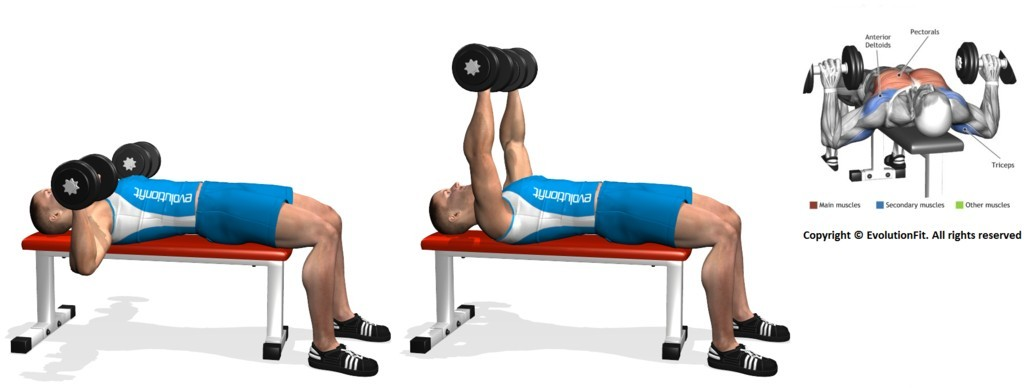 evolutionfit
evolutionfit
Anterior
Deltoids
Pectorals
Triceps
Main muscles
Secondary muscles
Other muscles
Copyright © EvolutionFit. All rights reserved